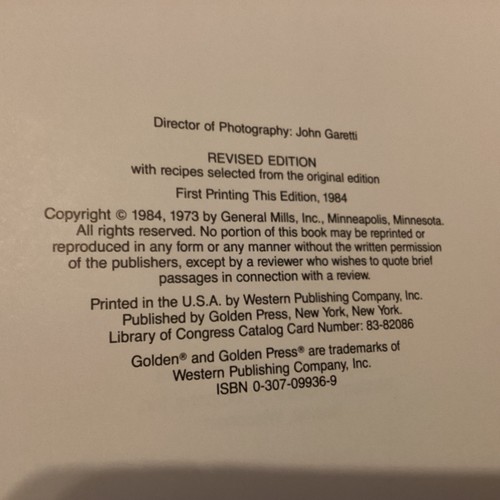 Director of Photography: John Garetti
REVISED EDITION
with recipes selected from the original edition
First Printing This Edition, 1984
Copyright © 1984, 1973 by General Mills, Inc., Minneapolis, Minnesota.
All rights reserved. No portion of this book may be reprinted or
reproduced in any form or any manner without the written permission
of the publishers, except by a reviewer who wishes to quote brief
passages in connection with a review.
Printed in the U.S.A. by Western Publishing Company, Inc.
Published by Golden Press, New York, New York.
Library of Congress Catalog Card Number: 83-82086
Golden® and Golden Press® are trademarks of
Western Publishing Company, Inc.
ISBN 0-307-09936-9